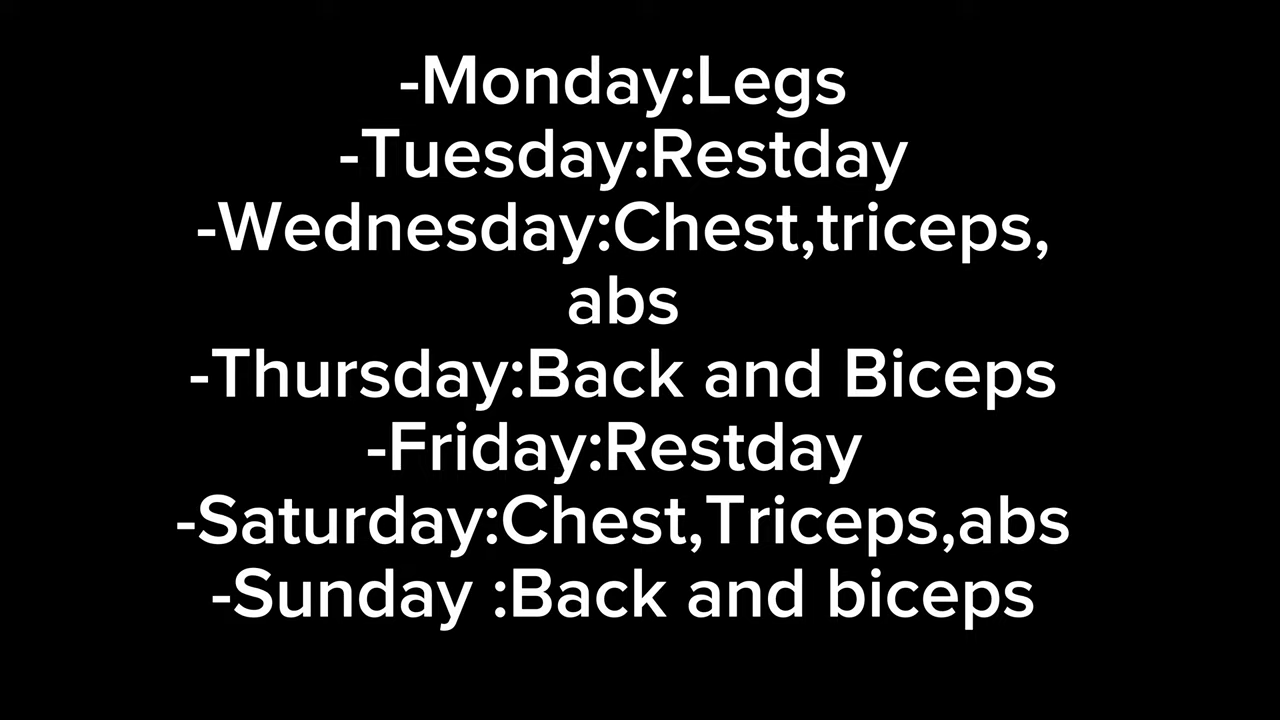 -Monday:Legs
-Tuesday:Restday
-Wednesday:Chest,triceps,
abs
-Thursday:Back and Biceps
-Friday:Restday
-Saturday:Chest,Triceps,abs
-Sunday :Back and biceps